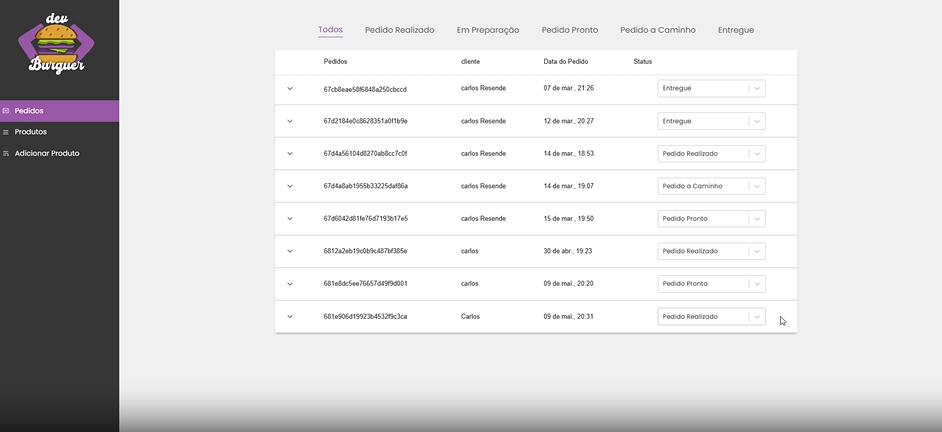 dev
Burguer
Pedidos
Produtos
Adicionar Produto
Todos Pedido Realizado Em Preparação Pedido Pronto Pedido a Caminho Entregue
Pedidos cliente Data do Pedido Status
67cb8eae58f6848a250cbccd carlos Resende 07 de mar., 21:26 Entregue
67d2184e0c8628351a0f1b9e carlos Resende 12 de mar., 20:27 Entregue
67d4a56104d8270ab8cc7c0f carlos Resende 14 de mar., 18:53 Pedido Realizado
67d4a8ab1955b33225daf86a carlos Resende 14 de mar., 19:07 Pedido a Caminho
67d6042d81fe76d7193b17e5 carlos Resende 15 de mar., 19:50 Pedido Pronto
6812a2eb19c0b9c487bf385e carlos 30 de abr., 19:23 Pedido Realizado
681e8dc5ee76657d49f9d001 carlos 09 de mai., 20:20 Pedido Pronto
681e906d19923b4532f9c3ca Carlos 09 de mai., 20:31 Pedido Realizado